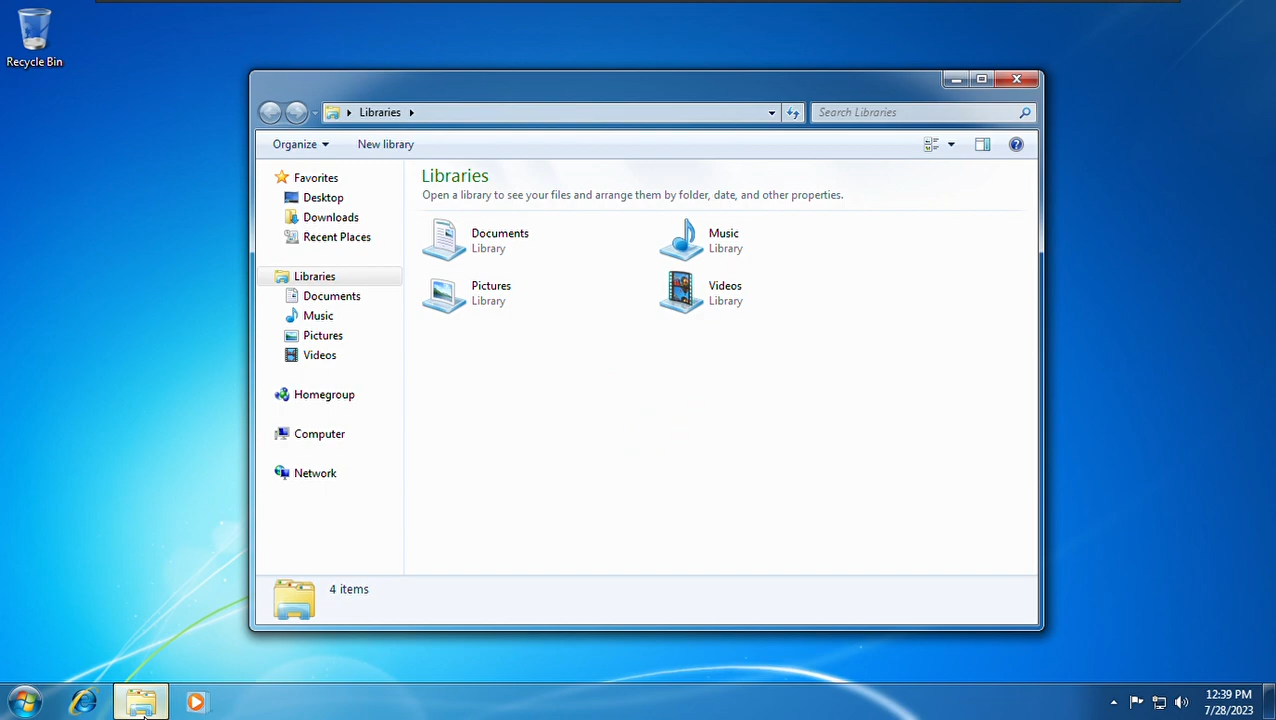 Recycle Bin
Libraries
Search Libraries
Organize
New library
Favorites
Desktop
Downloads
Recent Places
Libraries
Documents
Music
Pictures
Videos
Homegroup
Computer
Network
Libraries
Open a library to see your files and arrange them by folder, date, and other properties.
Documents
Library
Music
Library
Pictures
Library
Videos
Library
4 items
12:39 PM
7/28/2023